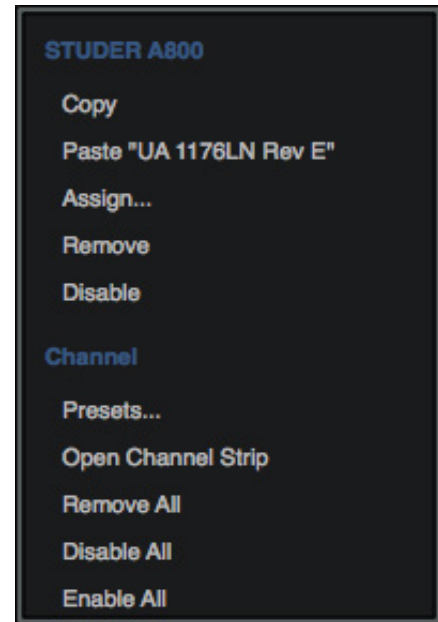 STUDER A800
Copy
Paste "UA 1176LN Rev E"
Assign...
Remove
Disable
Channel
Presets...
Open Channel Strip
Remove All
Disable All
Enable All